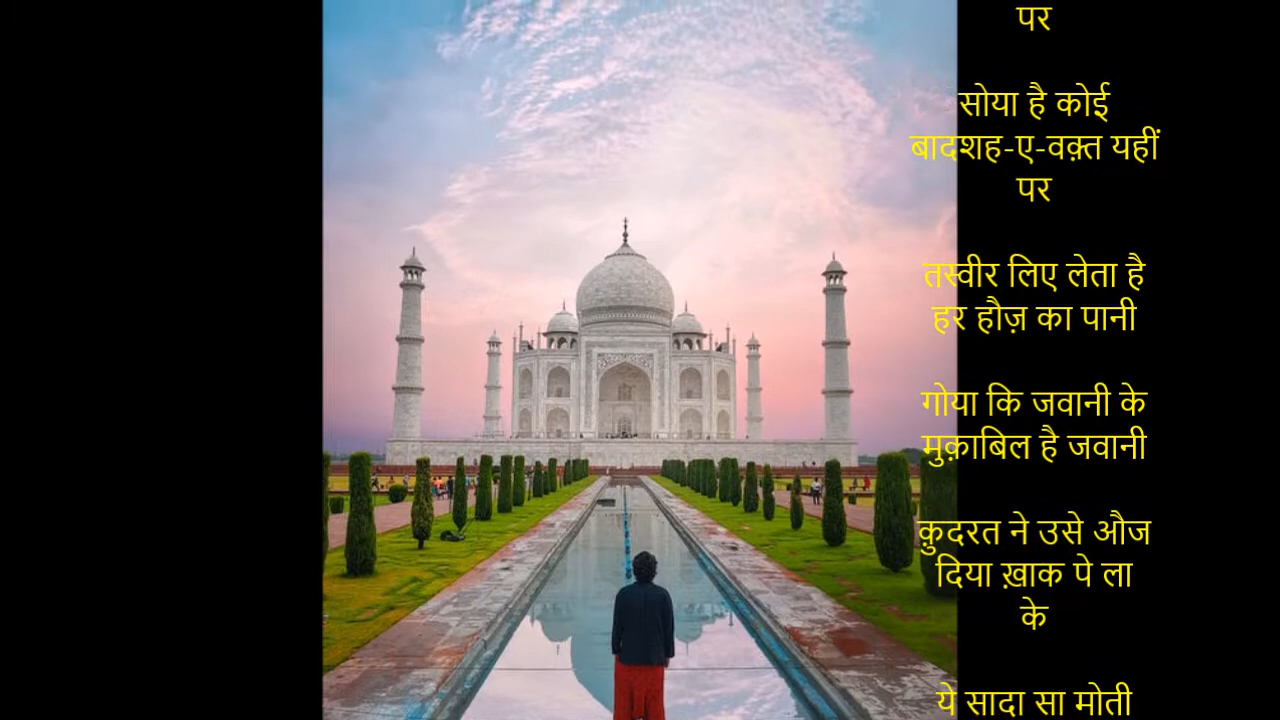 पर
सोया है कोई
बादशह-ए-वक़्त यहीं
पर
तस्वीर लिए लेता है
हर हौज़ का पानी
गोया कि जवानी के
मुक़ाबिल है जवानी
क़ुदरत ने उसे औज
दिया ख़ाक पे ला
के
ये सादा सा मोती